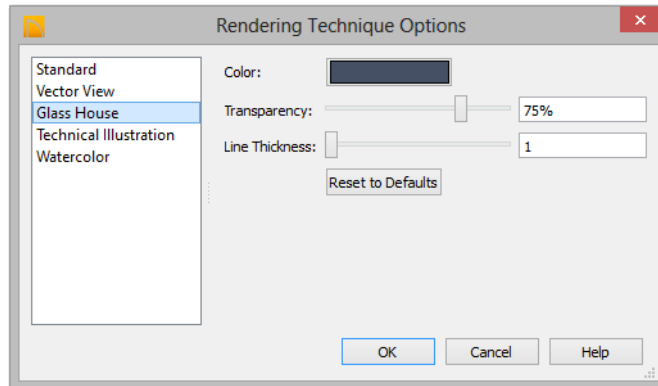 Rendering Technique Options
Standard
Vector View
Glass House
Technical Illustration
Watercolor
Color:
Transparency:
75%
Line Thickness:
1
Reset to Defaults
OK
Cancel
Help